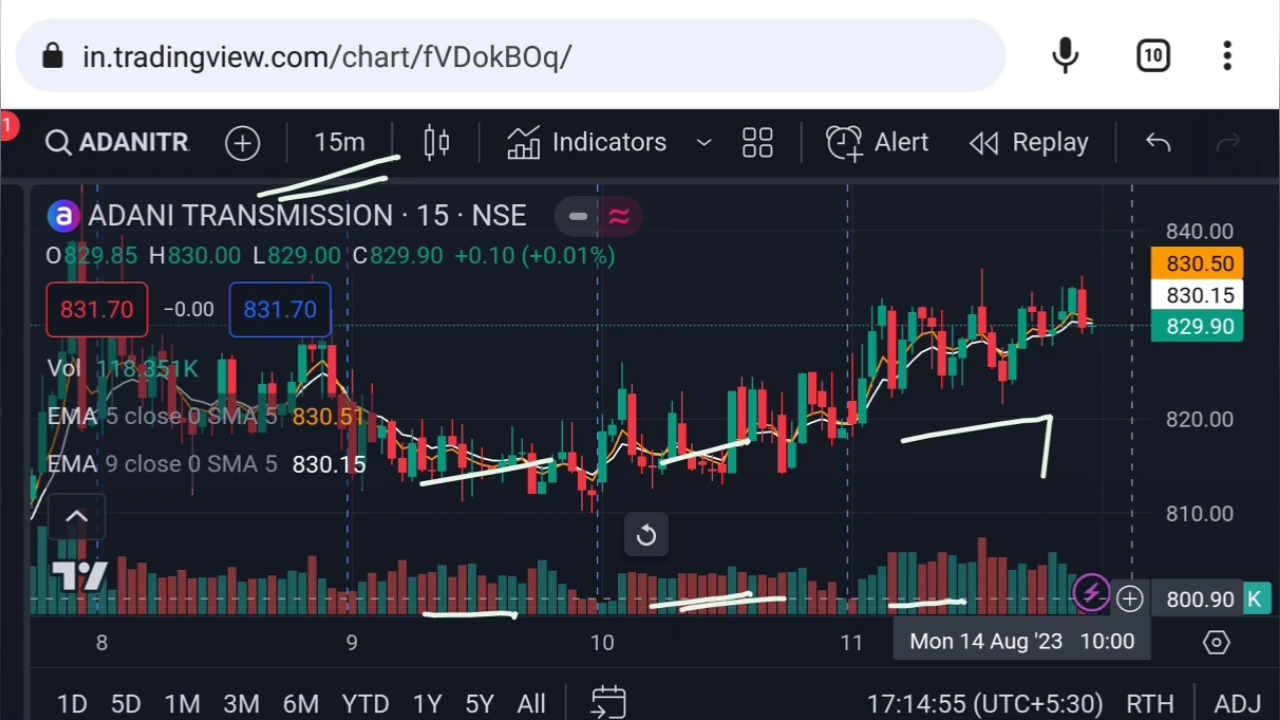 in.tradingview.com/chart/fVDokBOq/ 10
1 ADANITR 15m Indicators Alert Replay
a ADANI TRANSMISSION · 15 · NSE
O829.85 H830.00 L829.00 C829.90 +0.10 (+0.01%)
831.70 −0.00 831.70
Vol 118.351K
EMA 5 close 0 SMA 5 830.51
EMA 9 close 0 SMA 5 830.15
840.00
830.50
830.15
829.90
820.00
810.00
800.90 K
8 9 10 11 Mon 14 Aug '23 10:00
1D 5D 1M 3M 6M YTD 1Y 5Y All 17:14:55 (UTC+5:30) RTH ADJ